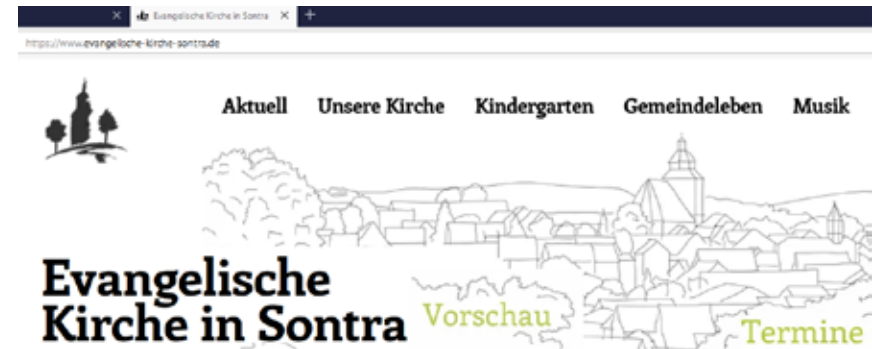 Evangelische Kirche in Sontra
https://www.evangelische-kirche-sontra.de
Aktuell Unsere Kirche Kindergarten Gemeindeleben Musik
Evangelische
Kirche in Sontra
Vorschau
Termine